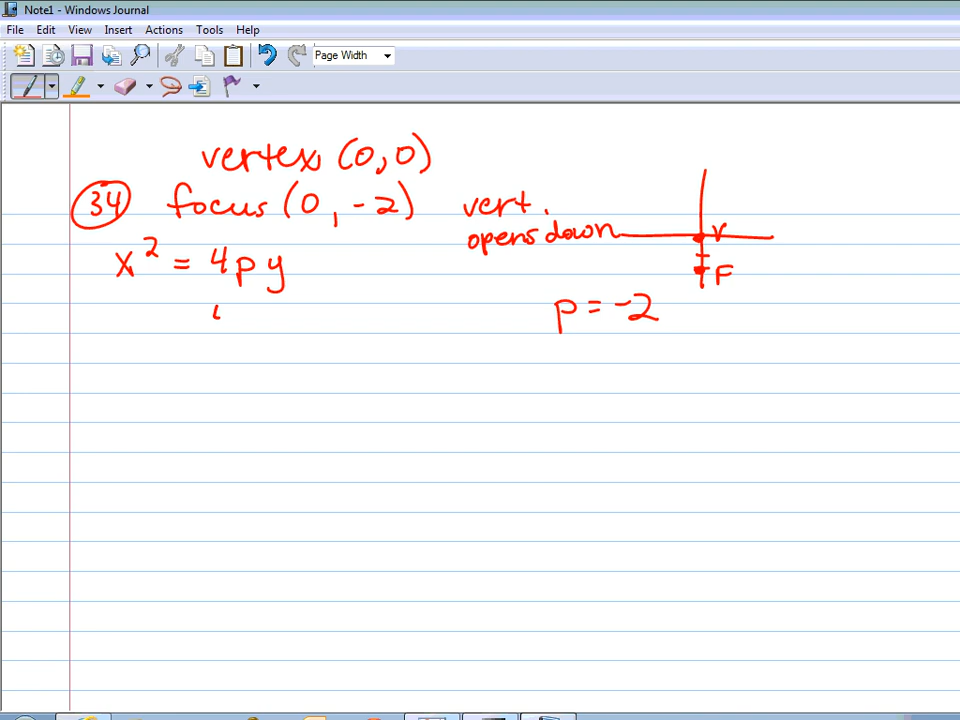 Note1 - Windows Journal
File Edit View Insert Actions Tools Help
Page Width
vertex (0,0)
34 focus (0, -2) vert.
opens down
V
x² = 4py
F
p = -2